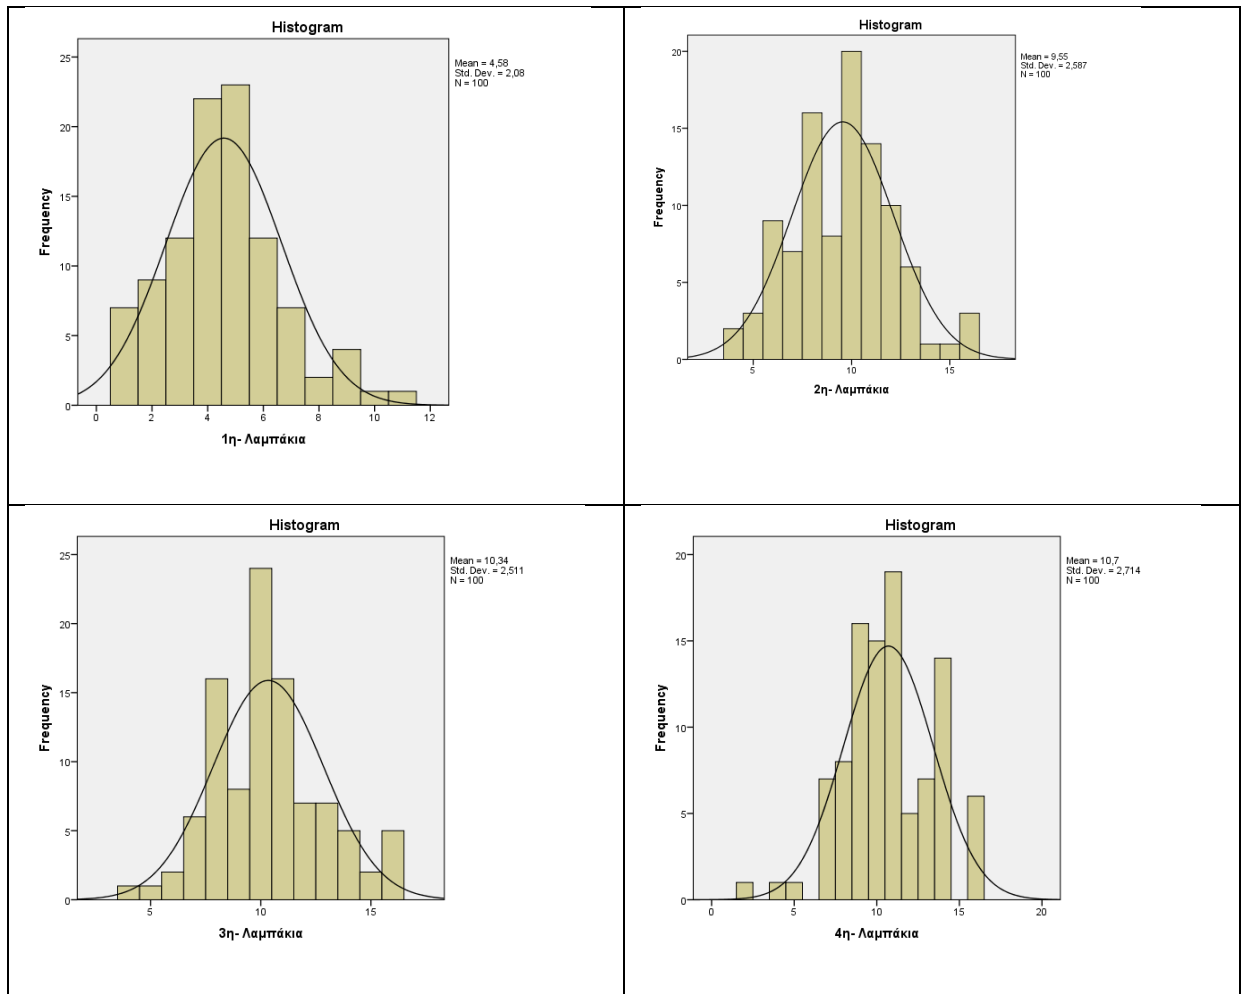 Histogram
Mean = 4,58
Std. Dev. = 2,08
N = 100
Frequency
25
20
15
10
5
0
0 2 4 6 8 10 12
1η- Λαμπάκια
Histogram
Mean = 9,55
Std. Dev. = 2,587
N = 100
Frequency
20
15
10
5
0
5 10 15
2η- Λαμπάκια
Histogram
Mean = 10,34
Std. Dev. = 2,511
N = 100
Frequency
25
20
15
10
5
0
5 10 15
3η- Λαμπάκια
Histogram
Mean = 10,7
Std. Dev. = 2,714
N = 100
Frequency
20
15
10
5
0
0 5 10 15 20
4η- Λαμπάκια